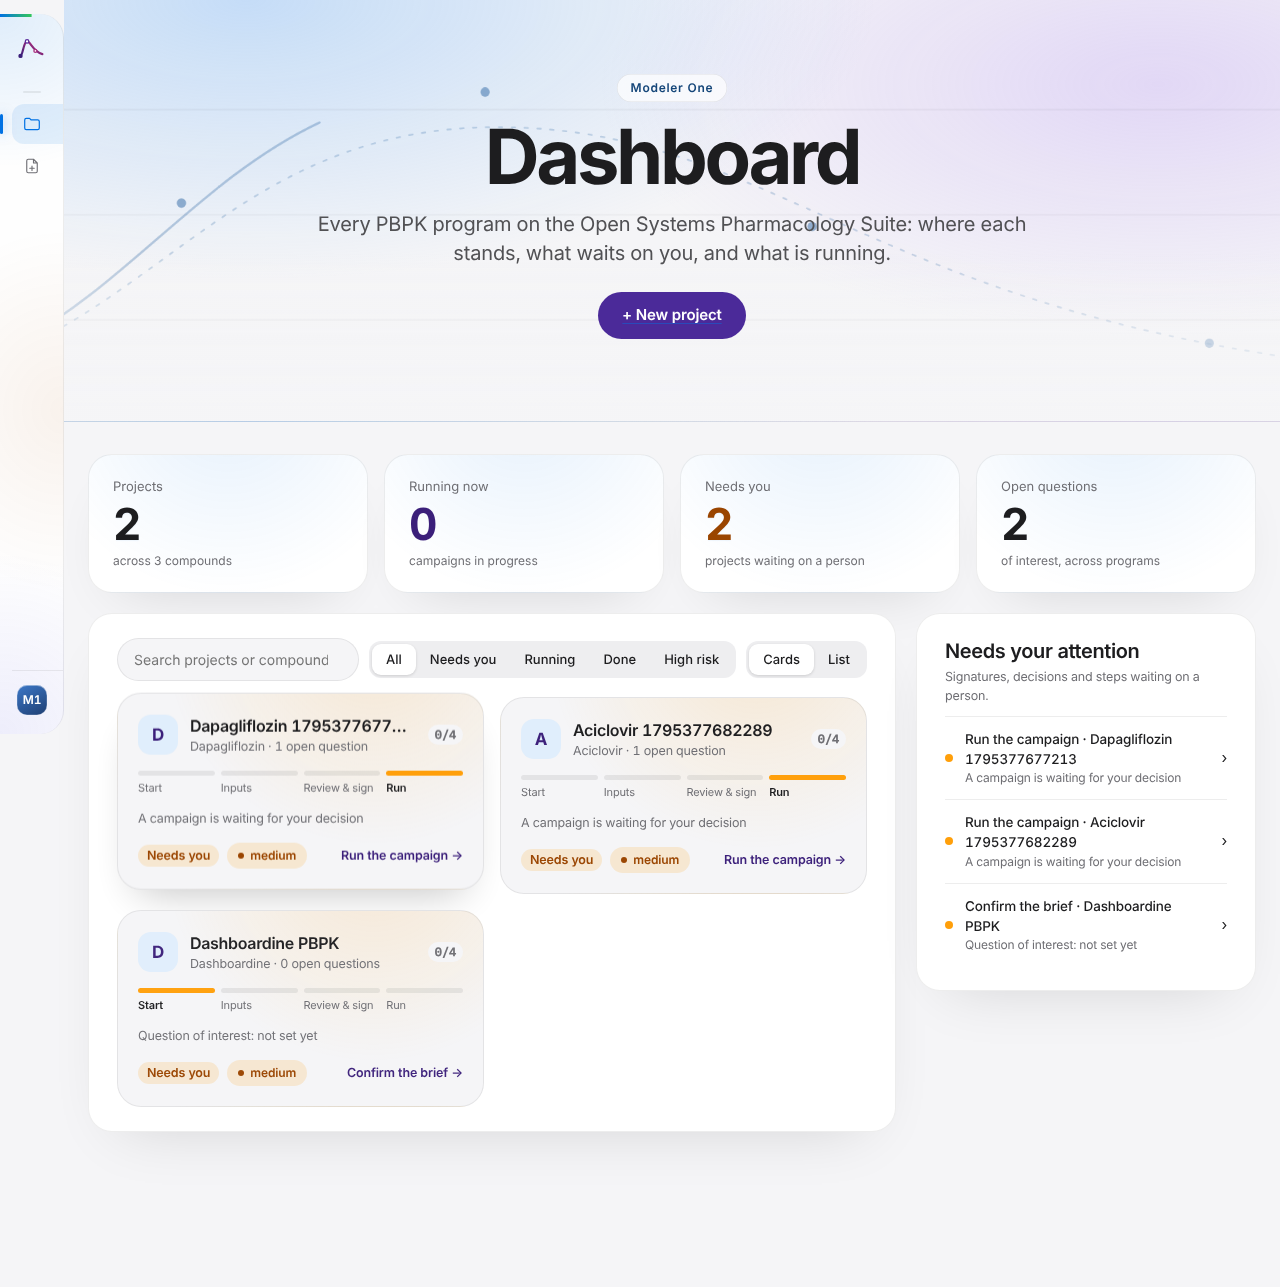 Modeler One
Dashboard
Every PBPK program on the Open Systems Pharmacology Suite: where each
stands, what waits on you, and what is running.
+ New project
Projects
2
across 3 compounds
Running now
0
campaigns in progress
Needs you
2
projects waiting on a person
Open questions
2
of interest, across programs
Search projects or compound
All
Needs you
Running
Done
High risk
Cards
List
D
Dapagliflozin 1795377677...
Dapagliflozin · 1 open question
0/4
Start
Inputs
Review & sign
Run
A campaign is waiting for your decision
Needs you
medium
Run the campaign →
A
Aciclovir 1795377682289
Aciclovir · 1 open question
0/4
Start
Inputs
Review & sign
Run
A campaign is waiting for your decision
Needs you
medium
Run the campaign →
D
Dashboardine PBPK
Dashboardine · 0 open questions
0/4
Start
Inputs
Review & sign
Run
Question of interest: not set yet
Needs you
medium
Confirm the brief →
Needs your attention
Signatures, decisions and steps waiting on a
person.
Run the campaign · Dapagliflozin
1795377677213
A campaign is waiting for your decision
›
Run the campaign · Aciclovir
1795377682289
A campaign is waiting for your decision
›
Confirm the brief · Dashboardine
PBPK
Question of interest: not set yet
›
M1